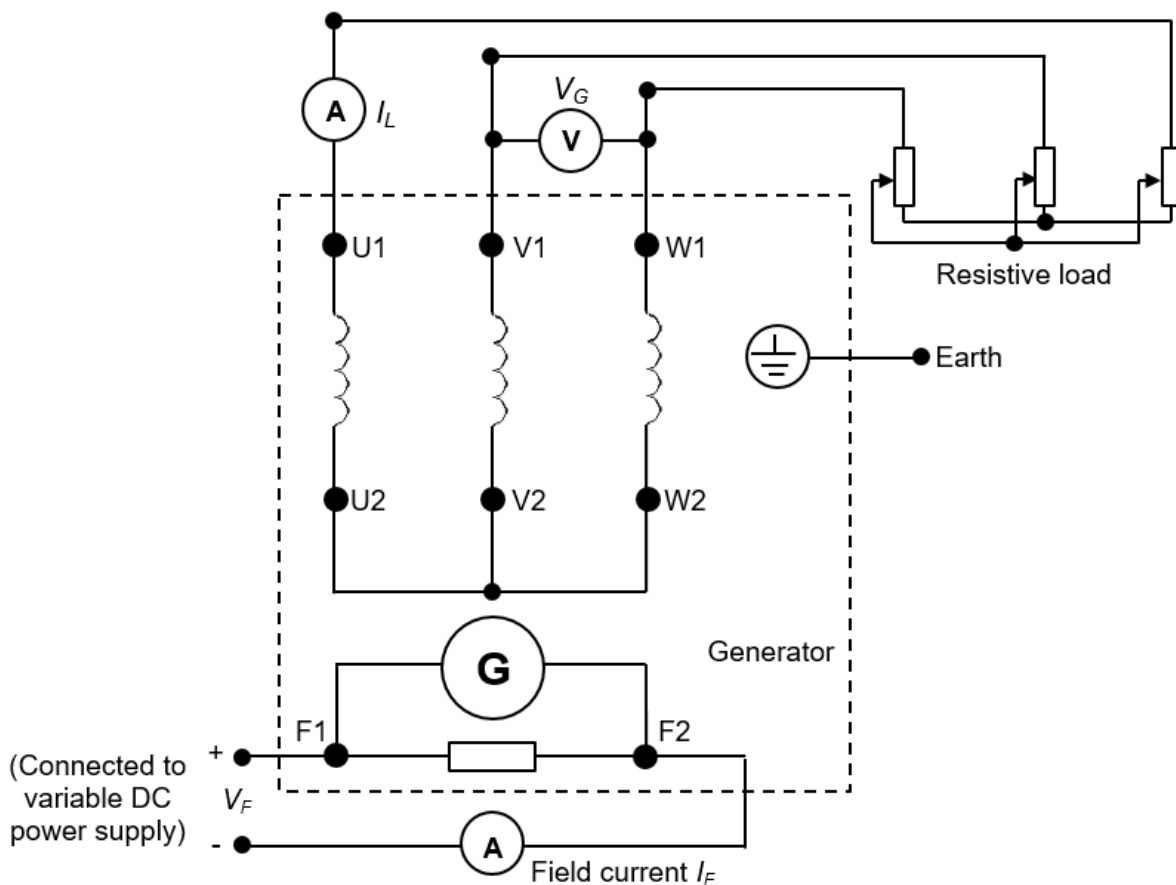 A
I_L
V_G
V
U1
V1
W1
Resistive load
Earth
U2
V2
W2
G
Generator
F1
F2
+
(Connected to
variable DC
power supply)
V_F
-
A
Field current I_F